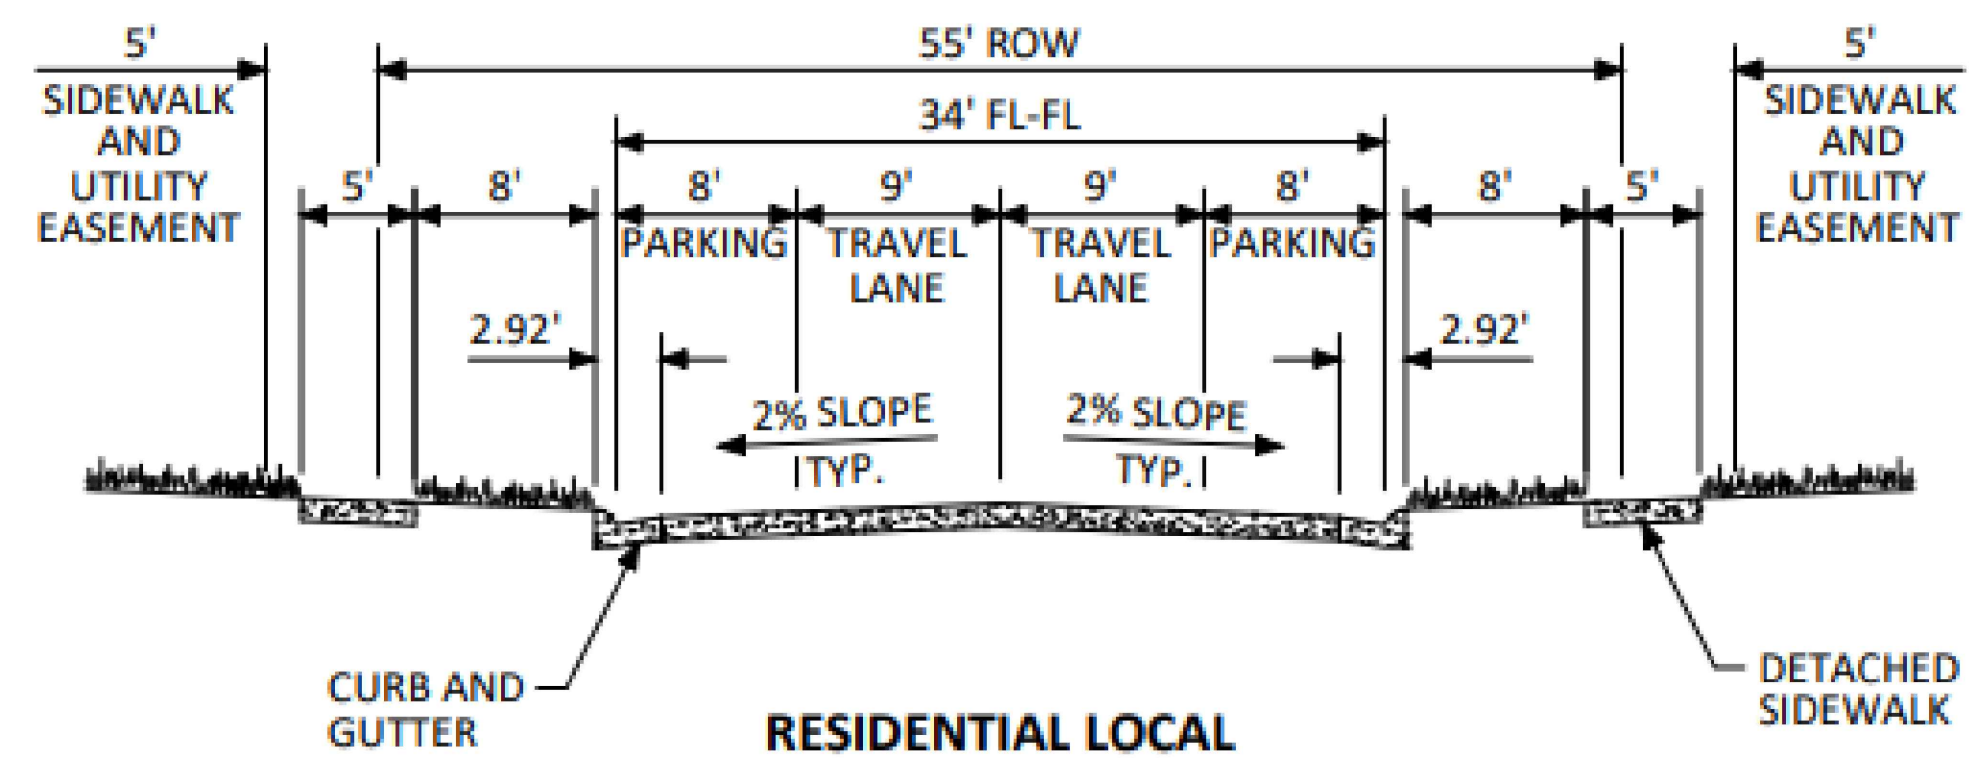 5'
55' ROW
5'
SIDEWALK
AND
UTILITY
EASEMENT
34' FL-FL
SIDEWALK
AND
UTILITY
EASEMENT
5'
8'
8'
9'
9'
8'
8'
5'
PARKING
TRAVEL
LANE
TRAVEL
LANE
PARKING
2.92'
2.92'
2% SLOPE
TYP.
2% SLOPE
TYP.
CURB AND
GUTTER
DETACHED
SIDEWALK
RESIDENTIAL LOCAL